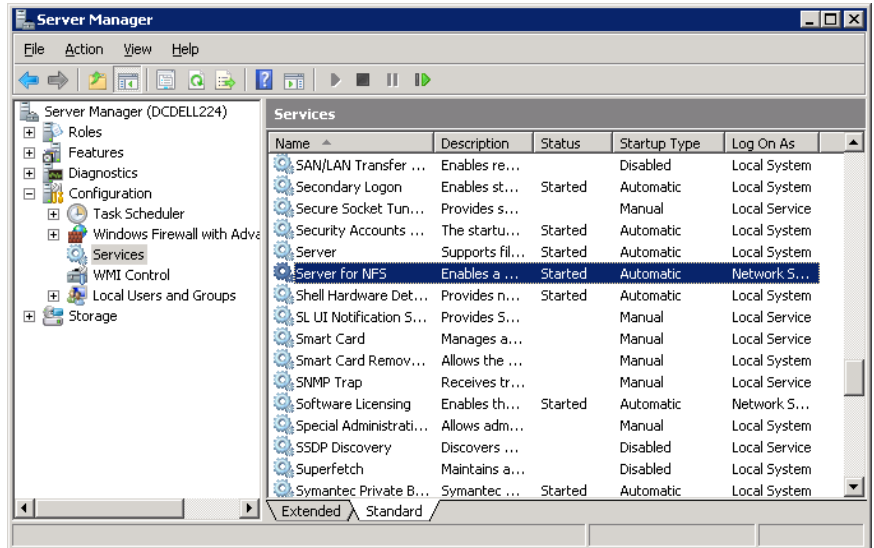 Server Manager
File Action View Help
Server Manager (DCDELL224)
Roles
Features
Diagnostics
Configuration
Task Scheduler
Windows Firewall with Adva
Services
WMI Control
Local Users and Groups
Storage
Services
Name Description Status Startup Type Log On As
SAN/LAN Transfer ... Enables re... Disabled Local System
Secondary Logon Enables st... Started Automatic Local System
Secure Socket Tun... Provides s... Manual Local Service
Security Accounts ... The startu... Started Automatic Local System
Server Supports fil... Started Automatic Local System
Server for NFS Enables a ... Started Automatic Network S...
Shell Hardware Det... Provides n... Started Automatic Local System
SL UI Notification S... Provides S... Manual Local Service
Smart Card Manages a... Manual Local Service
Smart Card Remov... Allows the ... Manual Local System
SNMP Trap Receives tr... Manual Local Service
Software Licensing Enables th... Started Automatic Network S...
Special Administrati... Allows adm... Manual Local System
SSDP Discovery Discovers ... Disabled Local Service
Superfetch Maintains a... Disabled Local System
Symantec Private B... Symantec ... Started Automatic Local System
Extended Standard